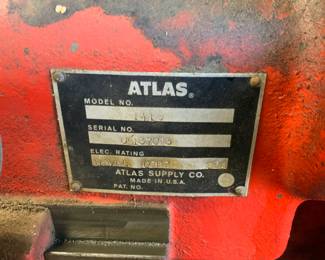 ATLAS®
MODEL NO.
SERIAL NO.
ELEC. RATING
ATLAS SUPPLY CO.
MADE IN U.S.A.
PAT. NO.